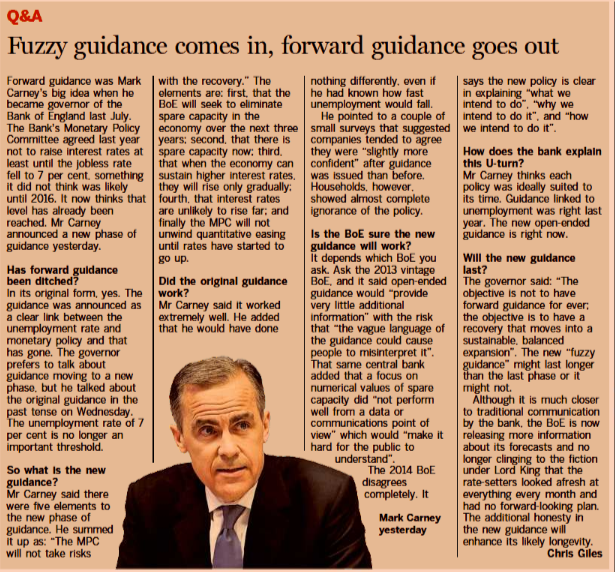 Q&A
Fuzzy guidance comes in, forward guidance goes out
Forward guidance was Mark
Carney's big idea when he
became governor of the
Bank of England last July.
The Bank's Monetary Policy
Committee agreed last year
not to raise interest rates at
least until the jobless rate
fell to 7 per cent, something
it did not think was likely
until 2016. It now thinks that
level has already been
reached. Mr Carney
announced a new phase of
guidance yesterday.
Has forward guidance
been ditched?
In its original form, yes. The
guidance was announced as
a clear link between the
unemployment rate and
monetary policy and that
has gone. The governor
prefers to talk about
guidance moving to a new
phase, but he talked about
the original guidance in the
past tense on Wednesday.
The unemployment rate of 7
per cent is no longer an
important threshold.
So what is the new
guidance?
Mr Carney said there
were five elements to
the new phase of
guidance. He summed
it up as: "The MPC
will not take risks
with the recovery." The
elements are: first, that the
BoE will seek to eliminate
spare capacity in the
economy over the next three
years; second, that there is
spare capacity now; third,
that when the economy can
sustain higher interest rates,
they will rise only gradually;
fourth, that interest rates
are unlikely to rise far; and
finally the MPC will not
unwind quantitative easing
until rates have started to
go up.
Did the original guidance
work?
Mr Carney said it worked
extremely well. He added
that he would have done
nothing differently, even if
he had known how fast
unemployment would fall.
He pointed to a couple of
small surveys that suggested
companies tended to agree
they were "slightly more
confident" after guidance
was issued than before.
Households, however,
showed almost complete
ignorance of the policy.
Is the BoE sure the new
guidance will work?
It depends which BoE you
ask. Ask the 2013 vintage
BoE, and it said open-ended
guidance would "provide
very little additional
information" with the risk
that "the vague language of
the guidance could cause
people to misinterpret it".
That same central bank
added that a focus on
numerical values of spare
capacity did "not perform
well from a data or
communications point of
view" which would "make it
hard for the public to
understand".
The 2014 BoE
disagrees
completely. It
Mark Carney
yesterday
says the new policy is clear
in explaining "what we
intend to do", "why we
intend to do it", and "how
we intend to do it".
How does the bank explain
this U-turn?
Mr Carney thinks each
policy was ideally suited to
its time. Guidance linked to
unemployment was right last
year. The new open-ended
guidance is right now.
Will the new guidance
last?
The governor said: "The
objective is not to have
forward guidance for ever;
the objective is to have a
recovery that moves into a
sustainable, balanced
expansion". The new "fuzzy
guidance" might last longer
than the last phase or it
might not.
Although it is much closer
to traditional communication
by the bank, the BoE is now
releasing more information
about its forecasts and no
longer clinging to the fiction
under Lord King that the
rate-setters looked afresh at
everything every month and
had no forward-looking plan.
The additional honesty in
the new guidance will
enhance its likely longevity.
Chris Giles